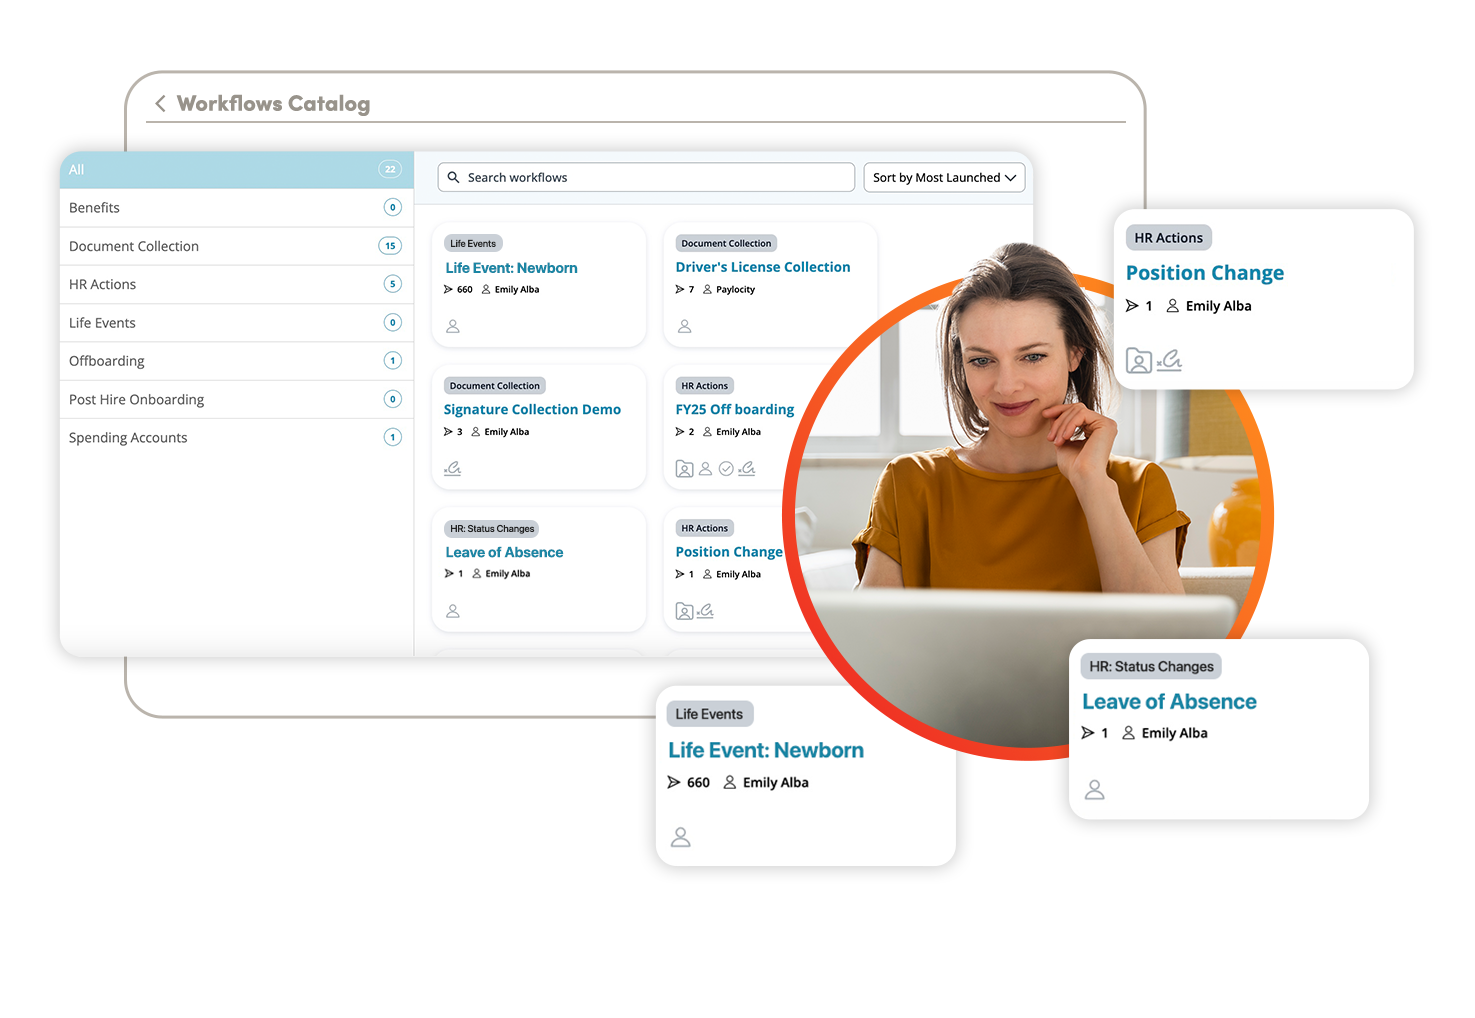 Workflows Catalog
All 22
Benefits 0
Document Collection 15
HR Actions 5
Life Events 0
Offboarding 1
Post Hire Onboarding 0
Spending Accounts 1
Search workflows
Sort by Most Launched
Life Events
Life Event: Newborn
660 Emily Alba
Document Collection
Driver's License Collection
7 Paylocity
Document Collection
Signature Collection Demo
3 Emily Alba
HR Actions
FY25 Off boarding
2 Emily Alba
HR: Status Changes
Leave of Absence
1 Emily Alba
HR Actions
Position Change
1 Emily Alba
HR Actions
Position Change
1 Emily Alba
HR: Status Changes
Leave of Absence
1 Emily Alba
Life Events
Life Event: Newborn
660 Emily Alba